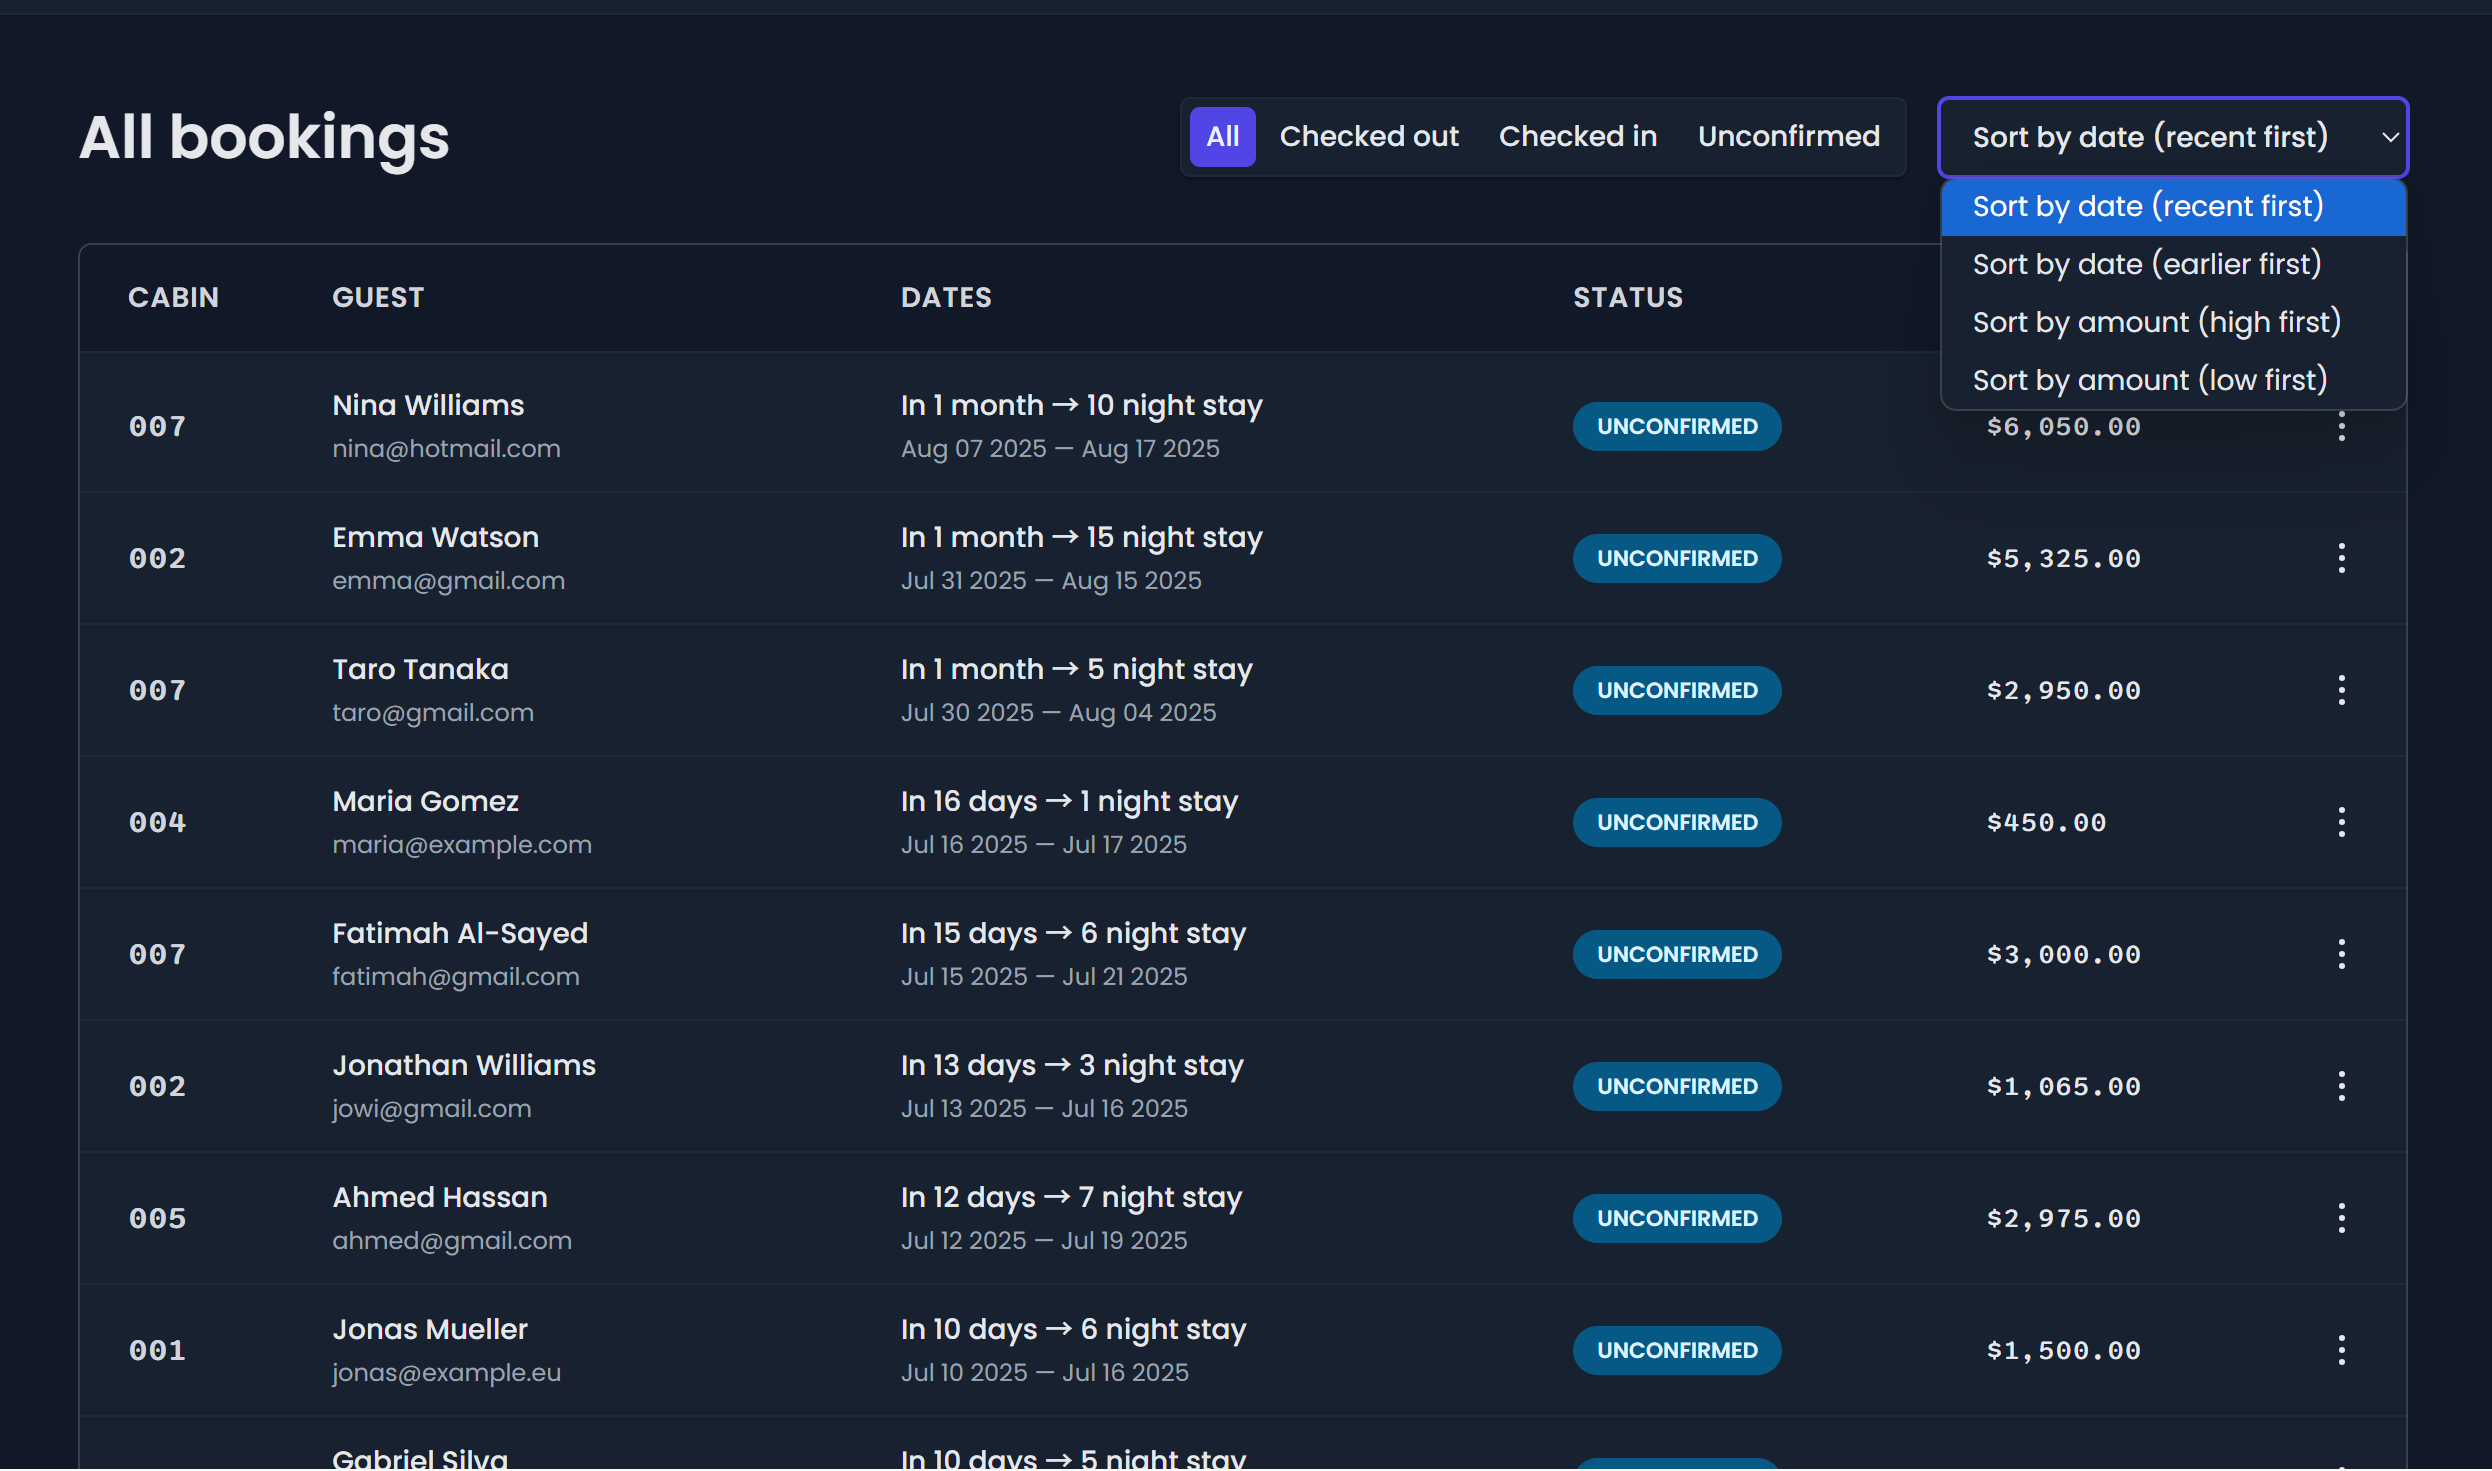 All bookings
All Checked out Checked in Unconfirmed
Sort by date (recent first)
Sort by date (recent first)
Sort by date (earlier first)
Sort by amount (high first)
Sort by amount (low first)
CABIN GUEST DATES STATUS
007
Nina Williams
nina@hotmail.com
In 1 month → 10 night stay
Aug 07 2025 — Aug 17 2025
UNCONFIRMED
$6,050.00
002
Emma Watson
emma@gmail.com
In 1 month → 15 night stay
Jul 31 2025 — Aug 15 2025
UNCONFIRMED
$5,325.00
007
Taro Tanaka
taro@gmail.com
In 1 month → 5 night stay
Jul 30 2025 — Aug 04 2025
UNCONFIRMED
$2,950.00
004
Maria Gomez
maria@example.com
In 16 days → 1 night stay
Jul 16 2025 — Jul 17 2025
UNCONFIRMED
$450.00
007
Fatimah Al-Sayed
fatimah@gmail.com
In 15 days → 6 night stay
Jul 15 2025 — Jul 21 2025
UNCONFIRMED
$3,000.00
002
Jonathan Williams
jowi@gmail.com
In 13 days → 3 night stay
Jul 13 2025 — Jul 16 2025
UNCONFIRMED
$1,065.00
005
Ahmed Hassan
ahmed@gmail.com
In 12 days → 7 night stay
Jul 12 2025 — Jul 19 2025
UNCONFIRMED
$2,975.00
001
Jonas Mueller
jonas@example.eu
In 10 days → 6 night stay
Jul 10 2025 — Jul 16 2025
UNCONFIRMED
$1,500.00
Gabriel Silva
In 10 days → 5 night stay